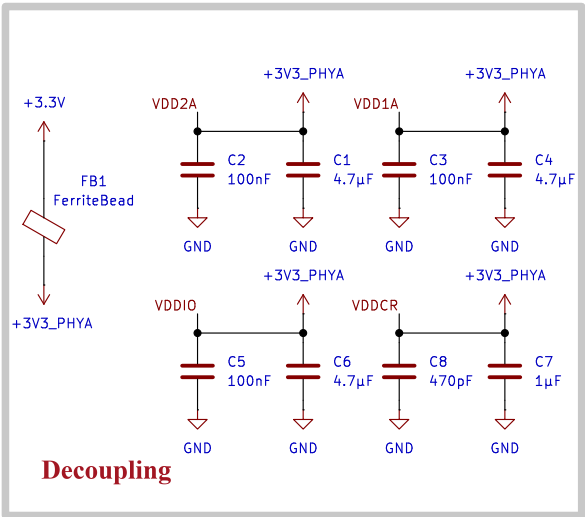 +3V3_PHYA
+3V3_PHYA
+3.3V
VDD2A
VDD1A
C2
100nF
C1
4.7µF
C3
100nF
C4
4.7µF
FB1
FerriteBead
GND
GND
GND
GND
+3V3_PHYA
+3V3_PHYA
VDDIO
VDDCR
+3V3_PHYA
C5
100nF
C6
4.7µF
C8
470pF
C7
1µF
GND
GND
GND
GND
Decoupling